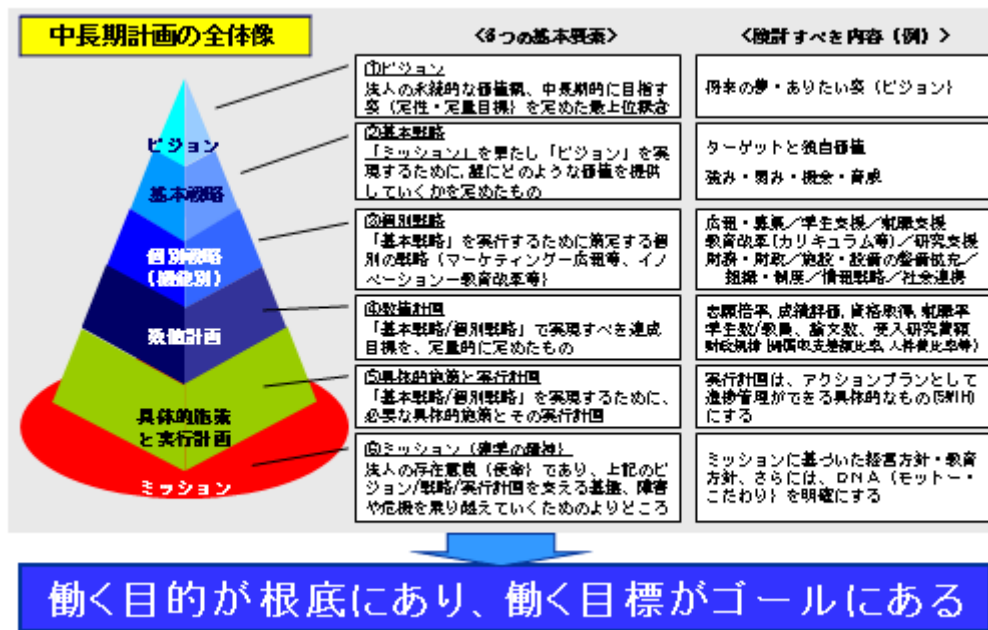 中長期計画の全体像
<6つの基本要素>
<検討すべき内容(例)>
ビジョン
基本戦略
個別戦略
(機能別)
数値計画
具体的施策
と実行計画
ミッション
①ビジョン
法人の永続的な価値観、中長期的に目指す
姿(定性・定量目標)を定めた最上位概念
将来の夢・ありたい姿(ビジョン)
②基本戦略
「ミッション」を果たし「ビジョン」を実
現するために、誰にどのような価値を提供
していくかを定めたもの
ターゲットと独自価値
強み・弱み・機会・脅威
③個別戦略
「基本戦略」を実行するために策定する個
別の戦略(マーケティング一広報等、イノ
ベーション一教育改革等)
広報・募集/学生支援/就職支援
教育改革(カリキュラム等)/研究支援
財務・財政/施設・設備の整備拡充/
組織・制度/情報戦略/社会連携
④数値計画
「基本戦略/個別戦略」で実現すべき達成
目標を、定量的に定めたもの
志願倍率、成績評価、資格取得、就職率
学生数/教員、論文数、受入研究費額
財政規律(帰属収支差額比率、人件費比率等)
⑤具体的施策と実行計画
「基本戦略/個別戦略」を実現するために、
必要な具体的施策とその実行計画
実行計画は、アクションプランとして
進捗管理ができる具体的なもの(5W1H)
にする
⑥ミッション(建学の精神)
法人の存在意義(使命)であり、上記のビ
ジョン/戦略/実行計画を支える基盤、障害
や危機を乗り越えていくためのよりどころ
ミッションに基づいた経営方針・教育
方針、さらには、DNA(モットー・
こだわり)を明確にする
働く目的が根底にあり、働く目標がゴールにある